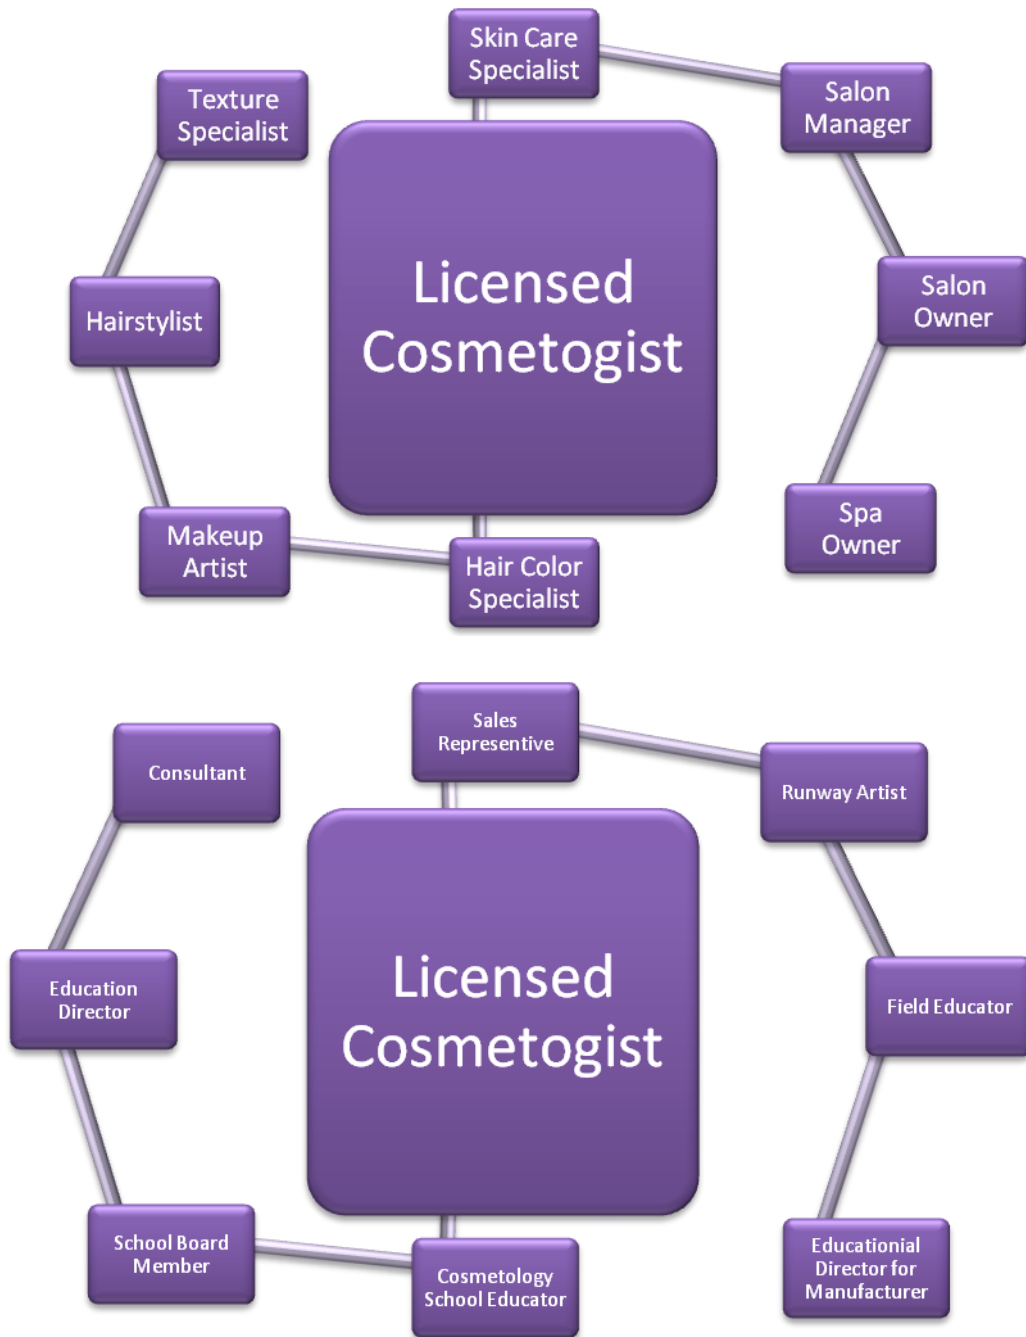 Skin Care
Specialist
Texture
Specialist
Salon
Manager
Licensed
Cosmetogist
Hairstylist
Salon
Owner
Makeup
Artist
Hair Color
Specialist
Spa
Owner
Sales
Representive
Consultant
Runway Artist
Licensed
Cosmetogist
Education
Director
Field Educator
School Board
Member
Cosmetology
School Educator
Educationial
Director for
Manufacturer